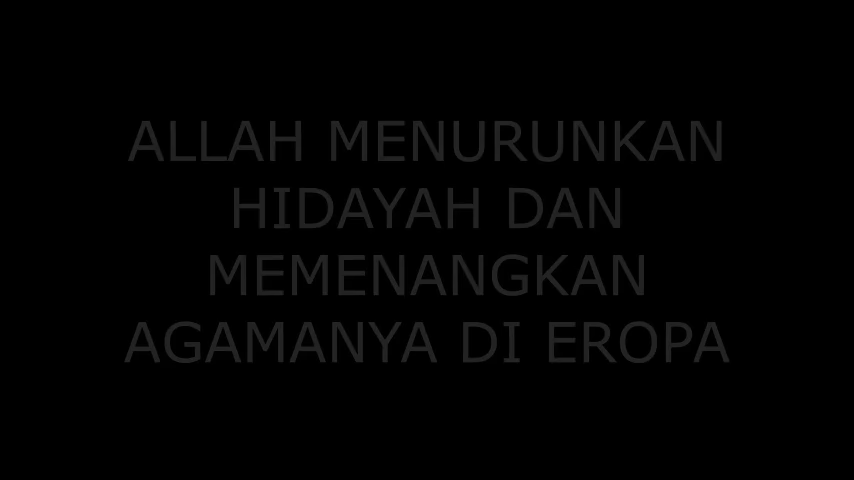 ALLAH MENURUNKAN
HIDAYAH DAN
MEMENANGKAN
AGAMANYA DI EROPA